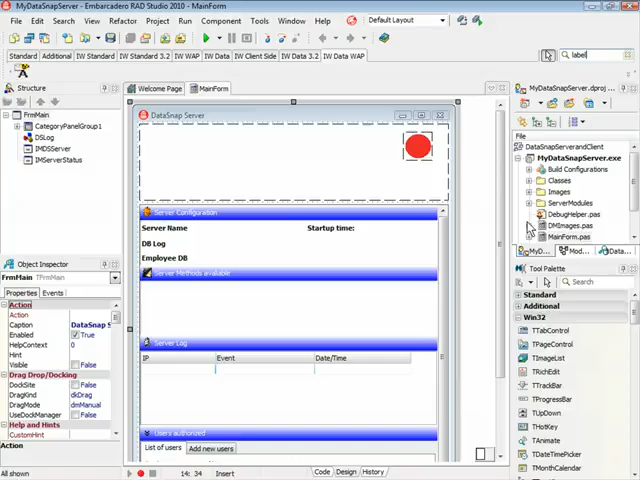 MyDataSnapServer - Embarcadero RAD Studio 2010 - MainForm
File Edit Search View Refactor Project Run Component Tools Window Help
Default Layout
Standard Additional IW Standard IW Standard 3.2 IW WAP IW Data IW Client Side IW Data 3.2 IW Data WAP
label
Structure
Welcome Page MainForm
MyDataSnapServer.dproj ...
FrmMain
CategoryPanelGroup1
DSLog
IMDSServer
IMServerStatus
DataSnap Server
Server Configuration
Server Name Startup time:
DB Log
Employee DB
Server Methods available
Server Log
IP Event Date/Time
Users authorized
List of users Add new users
File
DataSnapServerandClient
MyDataSnapServer.exe
Build Configurations
Classes
Images
ServerModules
DebugHelper.pas
DMImages.pas
MainForm.pas
MyD... Mod... Data...
Object Inspector
FrmMain TFrmMain
Properties Events
Action
Action
Caption DataSnap S
Enabled True
HelpContext 0
Hint
Visible False
Drag Drop/Docking
DockSite False
DragKind dkDrag
DragMode dmManual
UseDockManager False
Help and Hints
CustomHint
Action
All shown
14: 34 Insert
Code Design History
Tool Palette
Search
Standard
Additional
Win32
TTabControl
TPageControl
TImageList
TRichEdit
TTrackBar
TProgressBar
TUpDown
THotKey
TAnimate
TDateTimePicker
TMonthCalendar